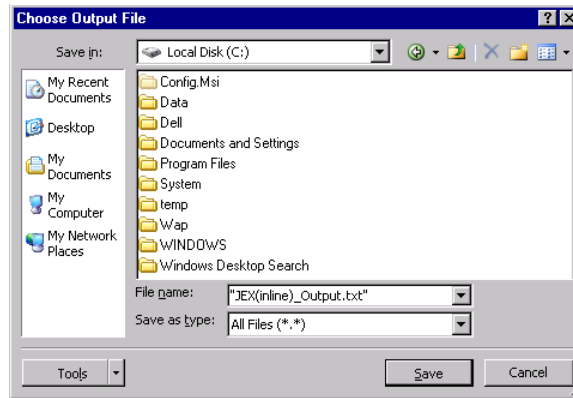 Choose Output File
Save in:
Local Disk (C:)
My Recent
Documents
Desktop
My
Documents
My
Computer
My Network
Places
Config.Msi
Data
Dell
Documents and Settings
Program Files
System
temp
Wap
WINDOWS
Windows Desktop Search
File name:
"JEX(inline)_Output.txt"
Save as type:
All Files (*.*)
Tools
Save
Cancel